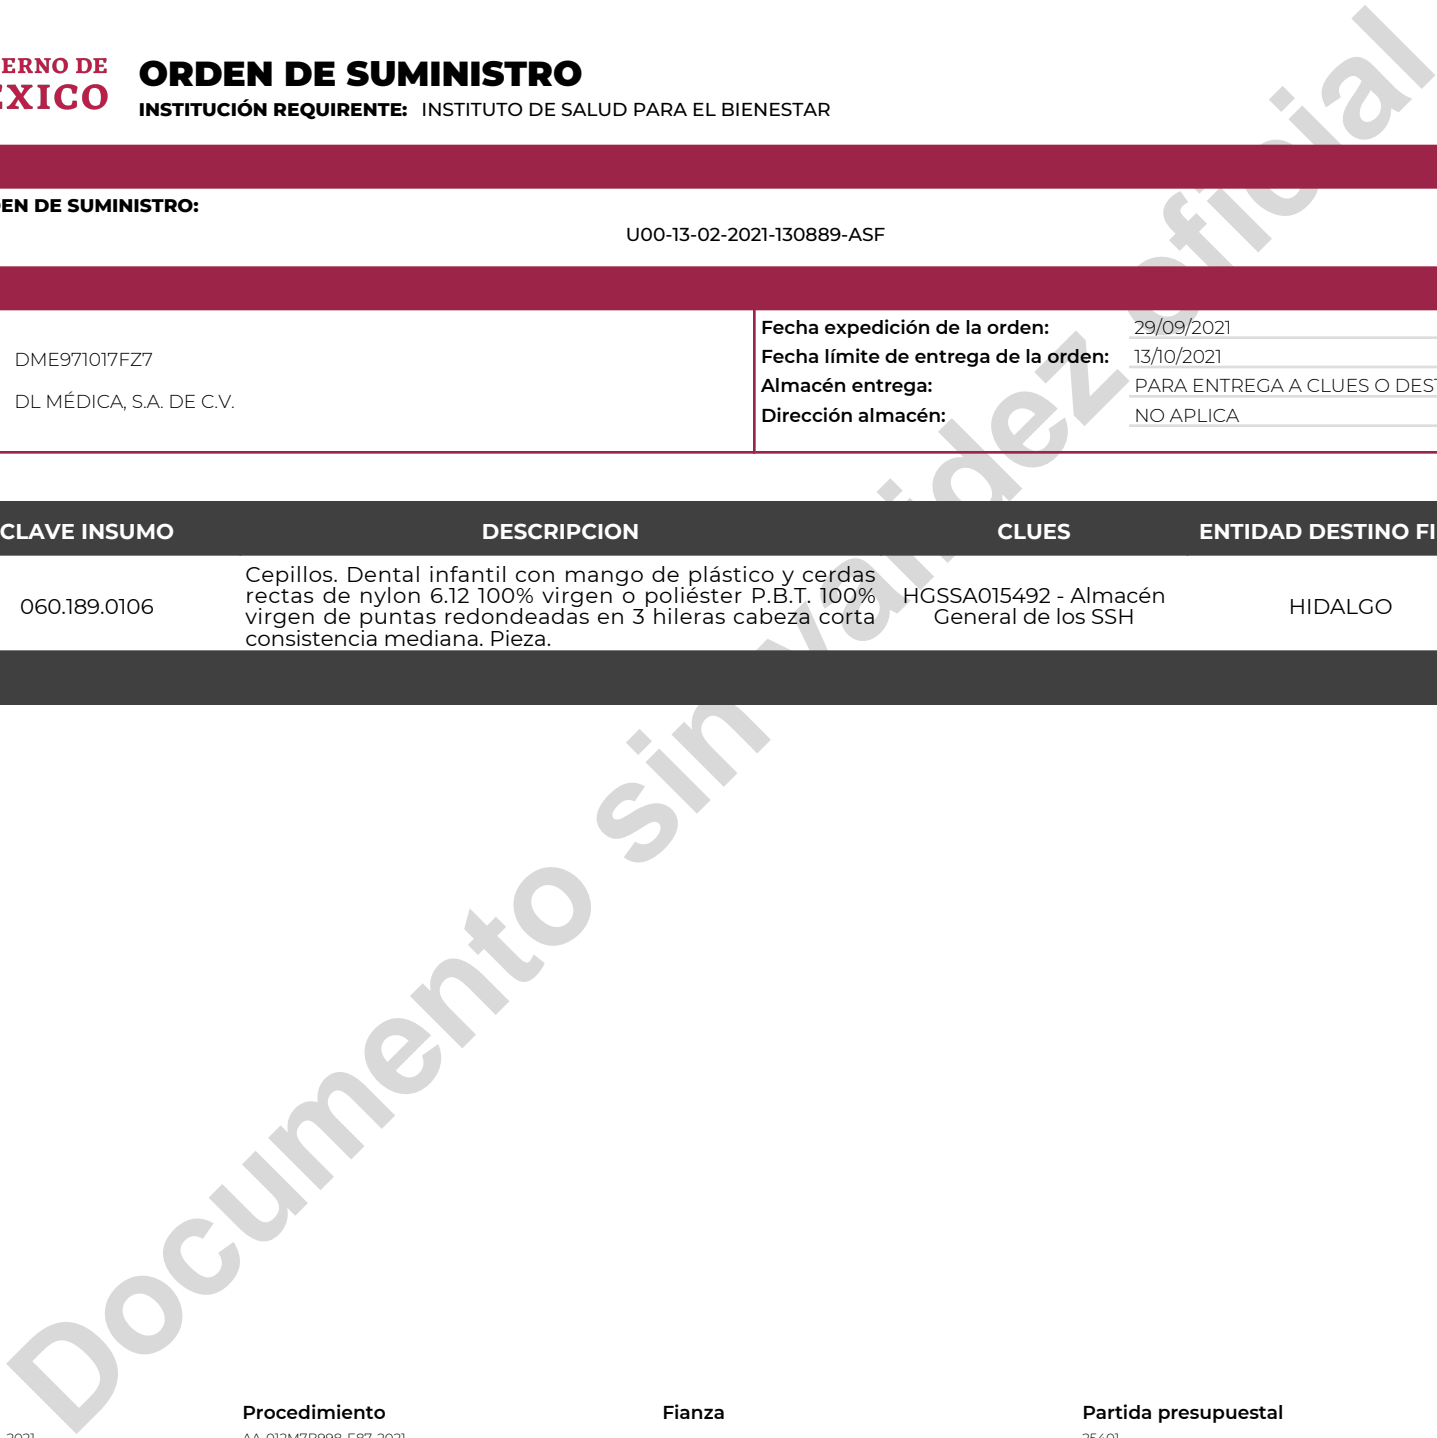 ERNO DE
EXICO
ORDEN DE SUMINISTRO
INSTITUCIÓN REQUIRENTE: INSTITUTO DE SALUD PARA EL BIENESTAR
EN DE SUMINISTRO:
U00-13-02-2021-130889-ASF
DME971017FZ7
DL MÉDICA, S.A. DE C.V.
Fecha expedición de la orden: 29/09/2021
Fecha límite de entrega de la orden: 13/10/2021
Almacén entrega: PARA ENTREGA A CLUES O DEST
Dirección almacén: NO APLICA
CLAVE INSUMO DESCRIPCION CLUES ENTIDAD DESTINO FI
060.189.0106
Cepillos. Dental infantil con mango de plástico y cerdas
rectas de nylon 6.12 100% virgen o poliéster P.B.T. 100%
virgen de puntas redondeadas en 3 hileras cabeza corta
consistencia mediana. Pieza.
HGSSA015492 - Almacén
General de los SSH
HIDALGO
Documento sin validez oficial
Procedimiento Fianza Partida presupuestal